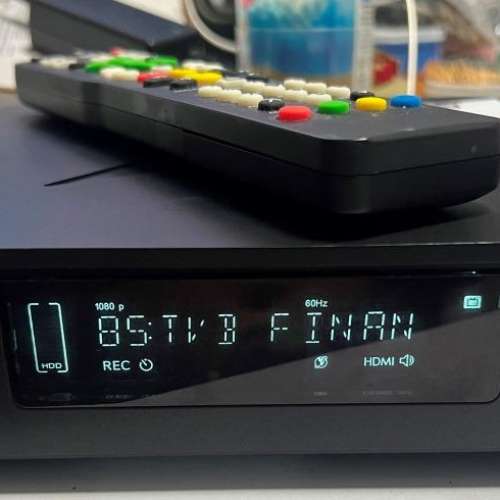 1080 p 60Hz
85:TVB FINAN
HDD
REC HDMI